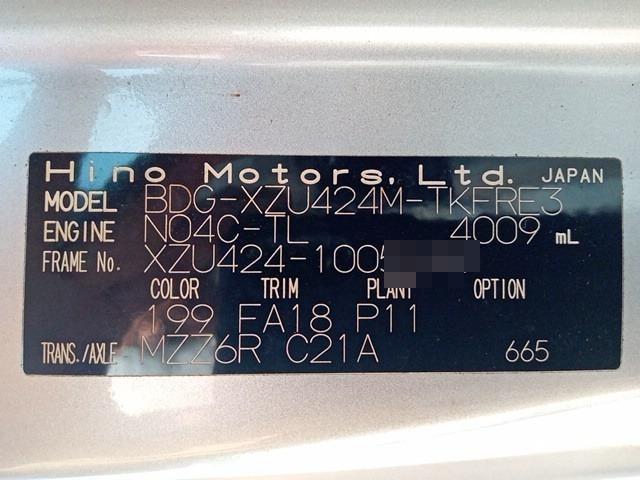 Hino Motors, Ltd. JAPAN
MODEL BDG-XZU424M-TKFRE3
ENGINE N04C-TL 4009 mL
FRAME No. XZU424-1005
COLOR TRIM PLANT OPTION
199 FA18 P11
TRANS./AXLE MZZ6R C21A 665